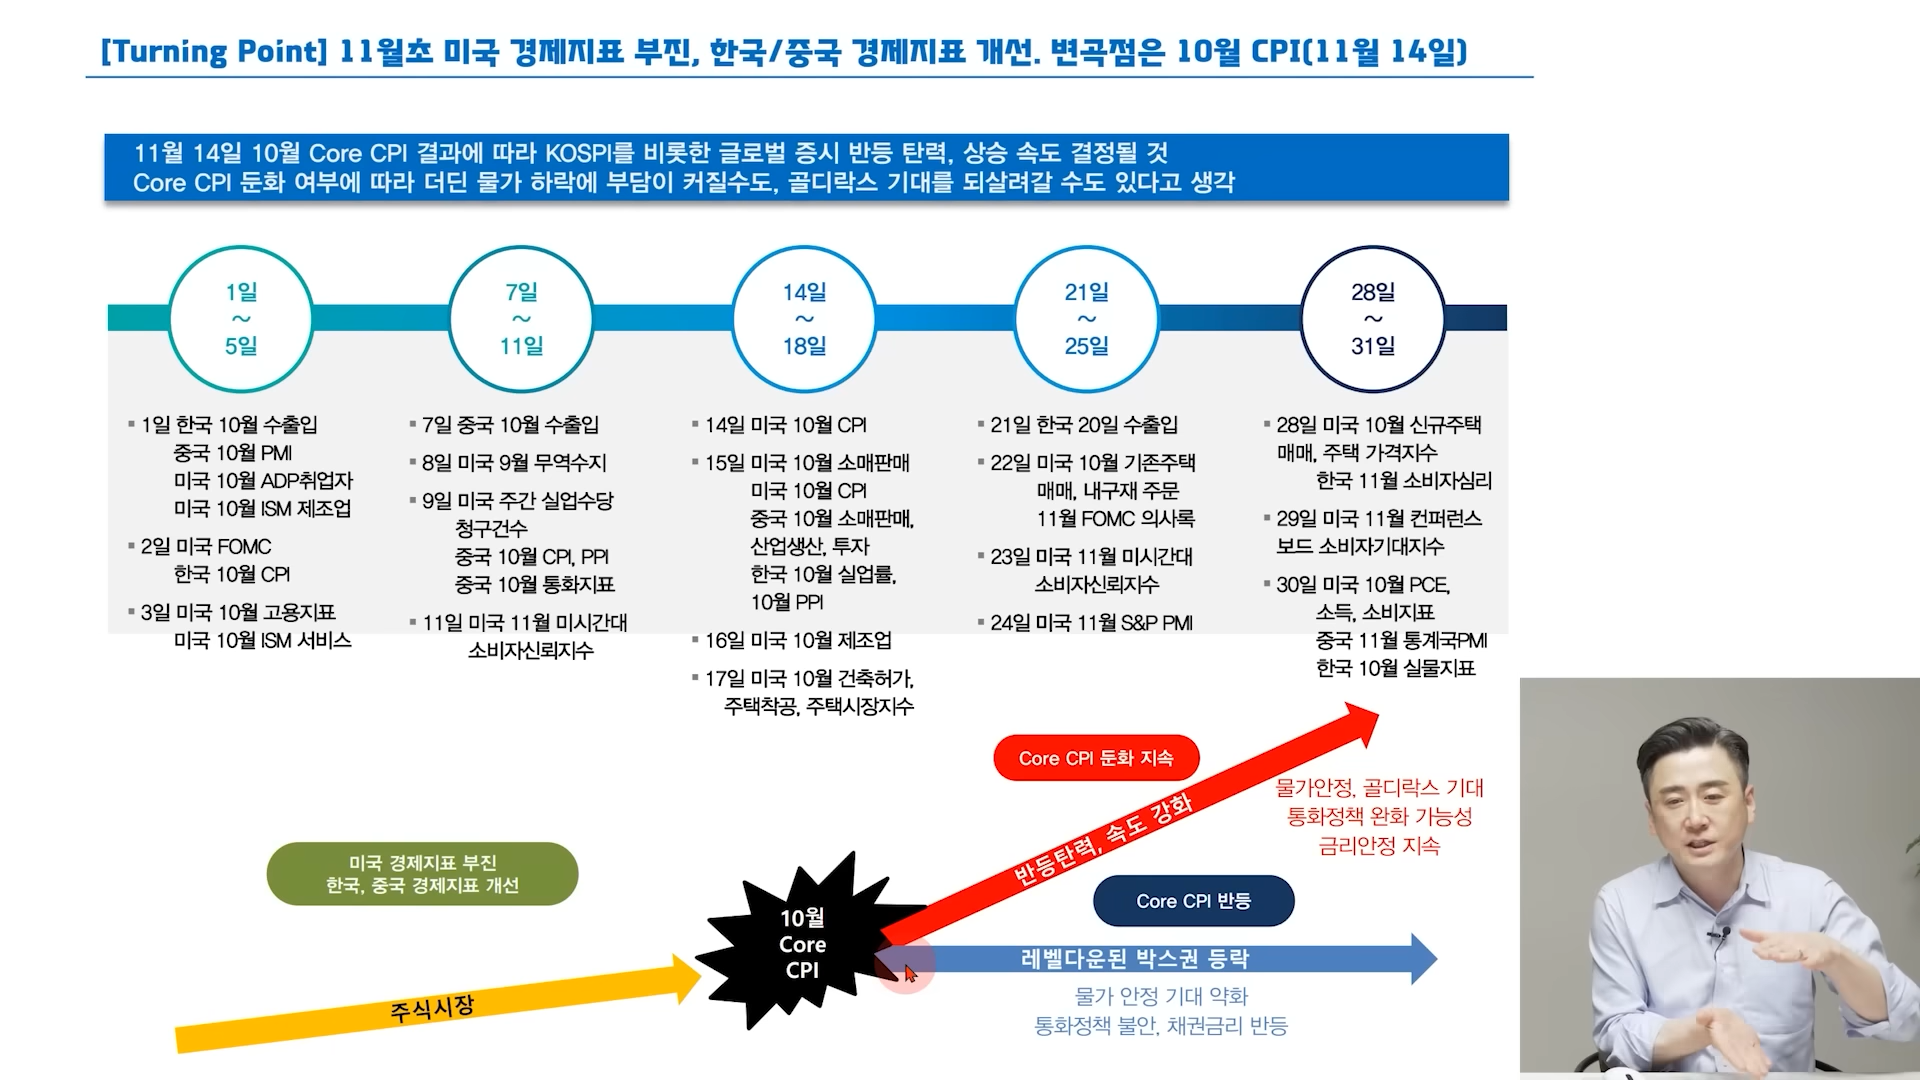 [Turning Point] 11월초 미국 경제지표 부진, 한국/중국 경제지표 개선. 변곡점은 10월 CPI(11월 14일)
11월 14일 10월 Core CPI 결과에 따라 KOSPI를 비롯한 글로벌 증시 반등 탄력, 상승 속도 결정될 것
Core CPI 둔화 여부에 따라 더딘 물가 하락에 부담이 커질수도, 골디락스 기대를 되살려갈 수도 있다고 생각
1일
~
5일
7일
~
11일
14일
~
18일
21일
~
25일
28일
~
31일
▪ 1일 한국 10월 수출입
중국 10월 PMI
미국 10월 ADP취업자
미국 10월 ISM 제조업
▪ 2일 미국 FOMC
한국 10월 CPI
▪ 3일 미국 10월 고용지표
미국 10월 ISM 서비스
▪ 7일 중국 10월 수출입
▪ 8일 미국 9월 무역수지
▪ 9일 미국 주간 실업수당
청구건수
중국 10월 CPI, PPI
중국 10월 통화지표
▪ 11일 미국 11월 미시간대
소비자신뢰지수
▪ 14일 미국 10월 CPI
▪ 15일 미국 10월 소매판매
미국 10월 CPI
중국 10월 소매판매,
산업생산, 투자
한국 10월 실업률,
10월 PPI
▪ 16일 미국 10월 제조업
▪ 17일 미국 10월 건축허가,
주택착공, 주택시장지수
▪ 21일 한국 20일 수출입
▪ 22일 미국 10월 기존주택
매매, 내구재 주문
11월 FOMC 의사록
▪ 23일 미국 11월 미시간대
소비자신뢰지수
▪ 24일 미국 11월 S&P PMI
▪ 28일 미국 10월 신규주택
매매, 주택 가격지수
한국 11월 소비자심리
▪ 29일 미국 11월 컨퍼런스
보드 소비자기대지수
▪ 30일 미국 10월 PCE,
소득, 소비지표
중국 11월 통계국PMI
한국 10월 실물지표
Core CPI 둔화 지속
반등탄력, 속도 강화
물가안정, 골디락스 기대
통화정책 완화 가능성
금리안정 지속
미국 경제지표 부진
한국, 중국 경제지표 개선
주식시장
10월
Core
CPI
Core CPI 반등
레벨다운된 박스권 등락
물가 안정 기대 약화
통화정책 불안, 채권금리 반등